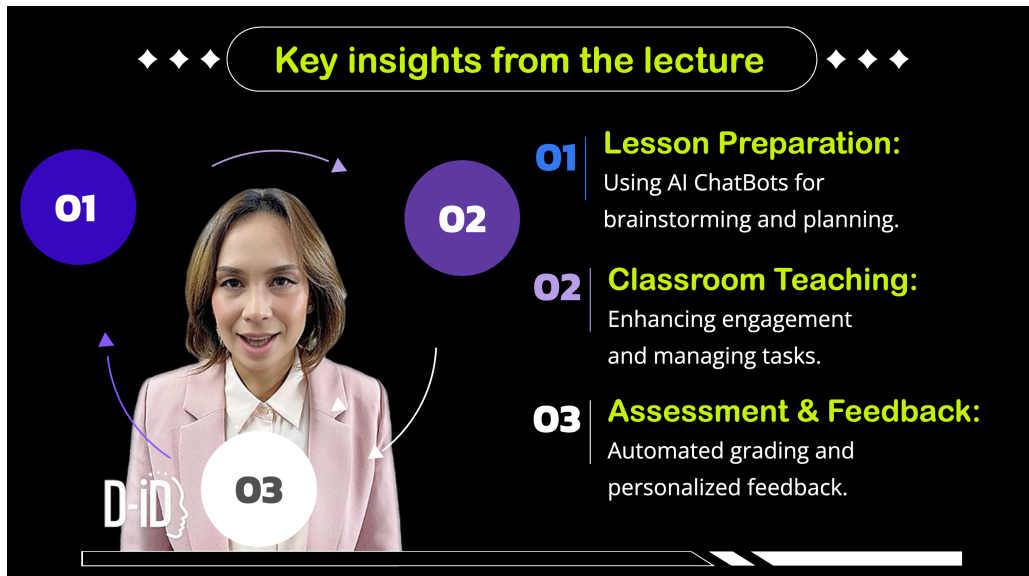 Key insights from the lecture
01
02
03
D-iD
01
Lesson Preparation:
Using AI ChatBots for
brainstorming and planning.
02
Classroom Teaching:
Enhancing engagement
and managing tasks.
03
Assessment & Feedback:
Automated grading and
personalized feedback.